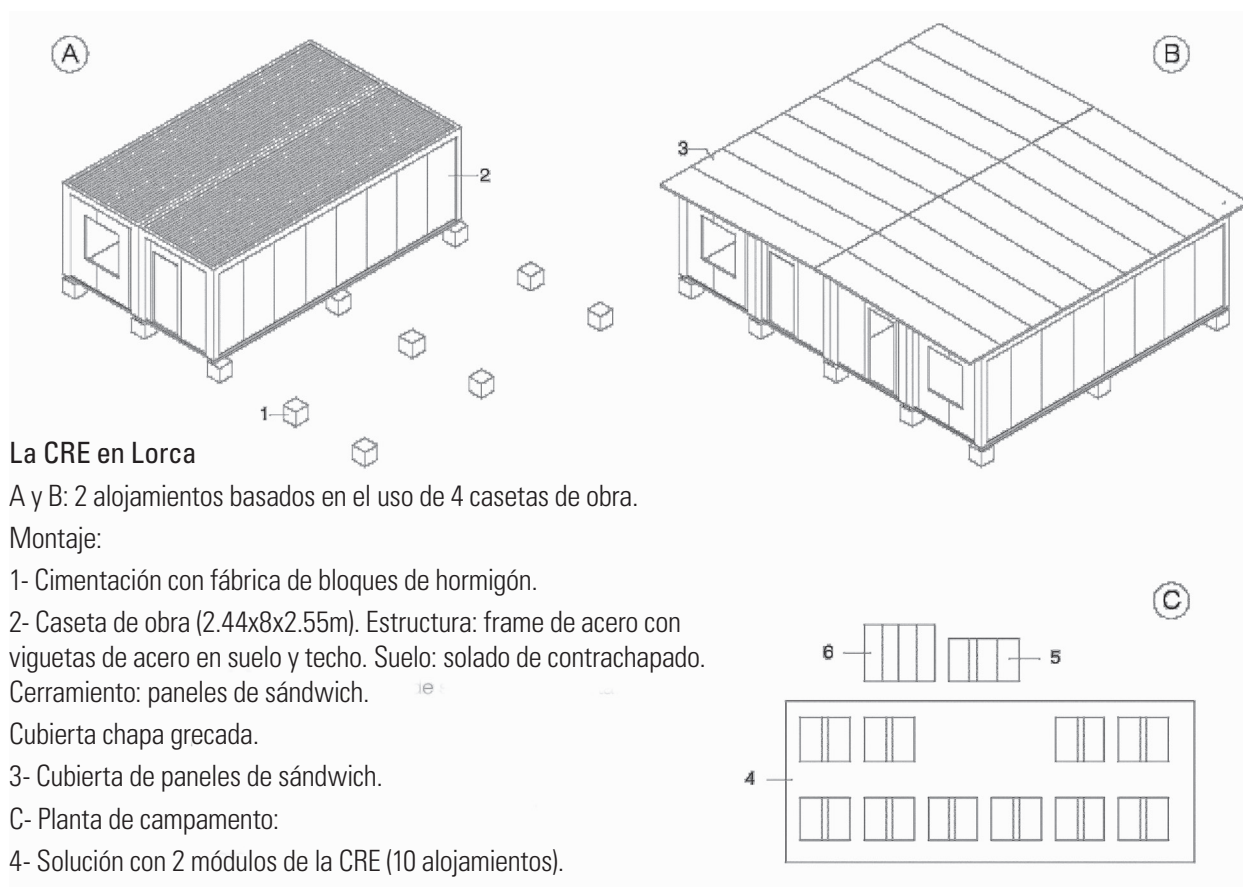 A
B
2
3
1
La CRE en Lorca
A y B: 2 alojamientos basados en el uso de 4 casetas de obra.
Montaje:
1- Cimentación con fábrica de bloques de hormigón.
2- Caseta de obra (2.44x8x2.55m). Estructura: frame de acero con
viguetas de acero en suelo y techo. Suelo: solado de contrachapado.
Cerramiento: paneles de sándwich.
Cubierta chapa grecada.
3- Cubierta de paneles de sándwich.
C- Planta de campamento:
4- Solución con 2 módulos de la CRE (10 alojamientos).
C
6
5
4